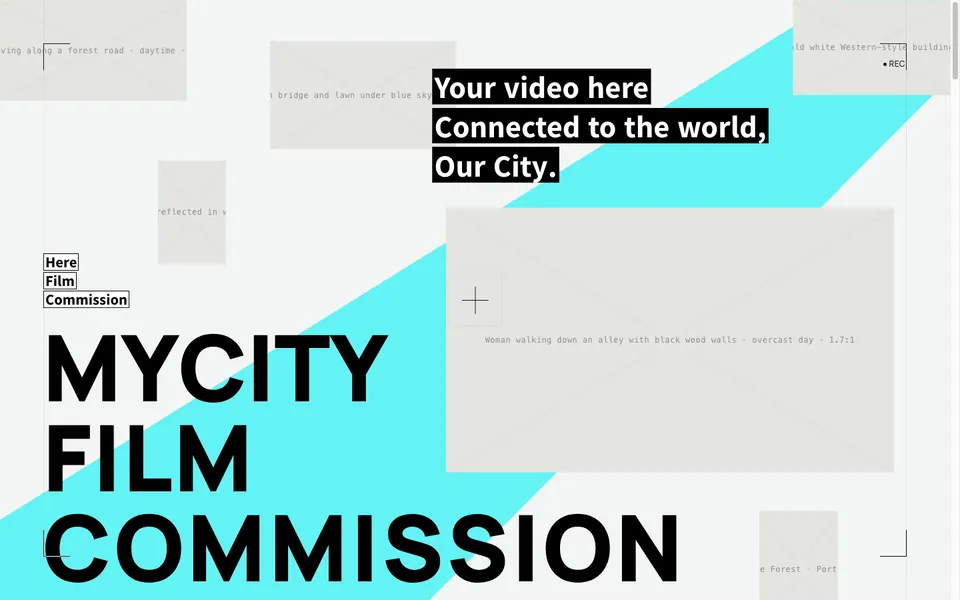 ving along a forest road · daytime ·
old white Western-style building
● REC
bridge and lawn under blue sky
Your video here
Connected to the world,
Our City.
reflected in
Here
Film
Commission
MYCITY
FILM
COMMISSION
Woman walking down an alley with black wood walls · overcast day · 1.7:1
e Forest · Port